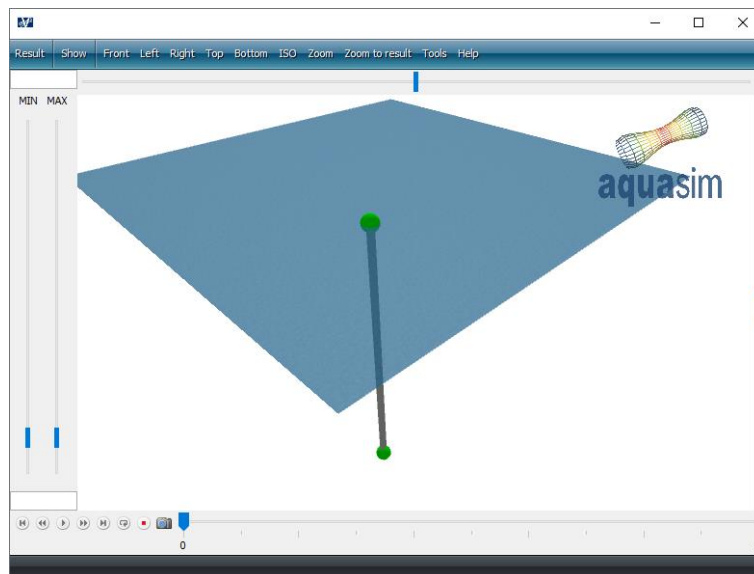 Result Show Front Left Right Top Bottom ISO Zoom Zoom to result Tools Help
MIN MAX
aquasim
0